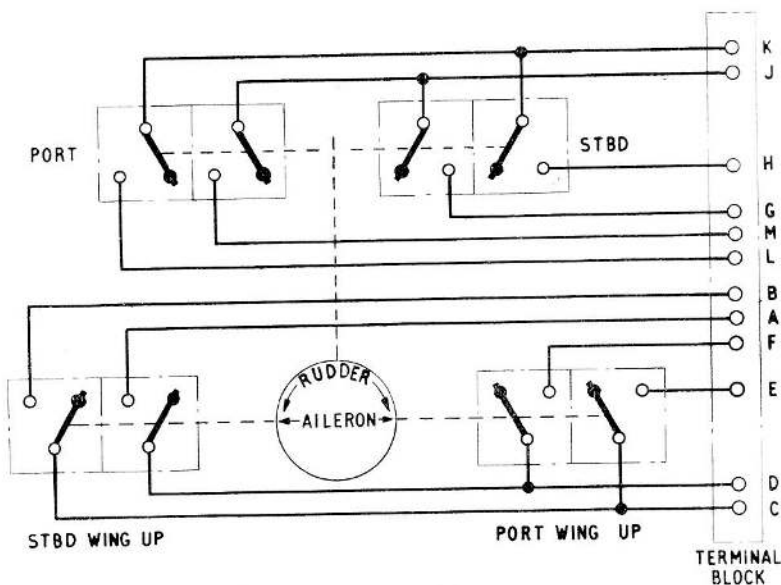 K
J
PORT
STBD
H
G
M
L
B
A
F
RUDDER
E
AILERON
D
C
STBD WING UP
PORT WING UP
TERMINAL
BLOCK